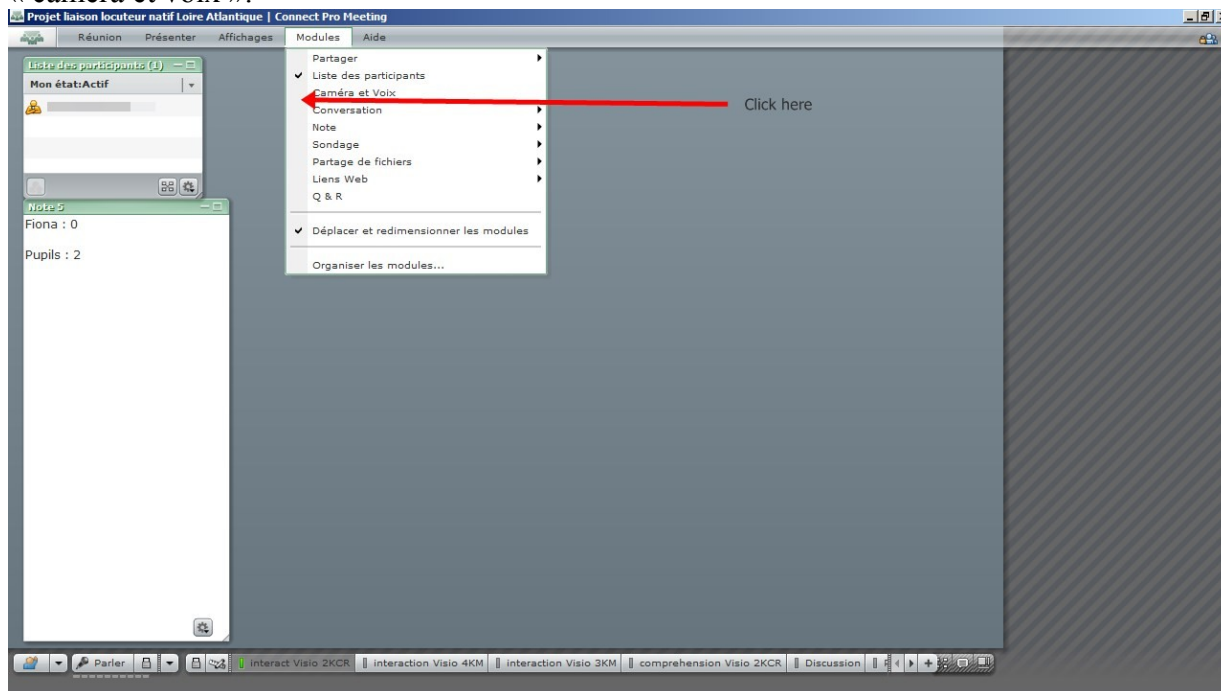 « caméra et voix ».
Projet liaison locuteur natif Loire Atlantique | Connect Pro Meeting
Réunion Présenter Affichages Modules Aide
Liste des participants (1)
Mon état:Actif
Partager
Liste des participants
Caméra et Voix
Conversation
Note
Sondage
Partage de fichiers
Liens Web
Q & R
Déplacer et redimensionner les modules
Organiser les modules...
Click here
Note 5
Fiona : 0
Pupils : 2
Parler interact Visio 2KCR interaction Visio 4KM interaction Visio 3KM comprehension Visio 2KCR Discussion